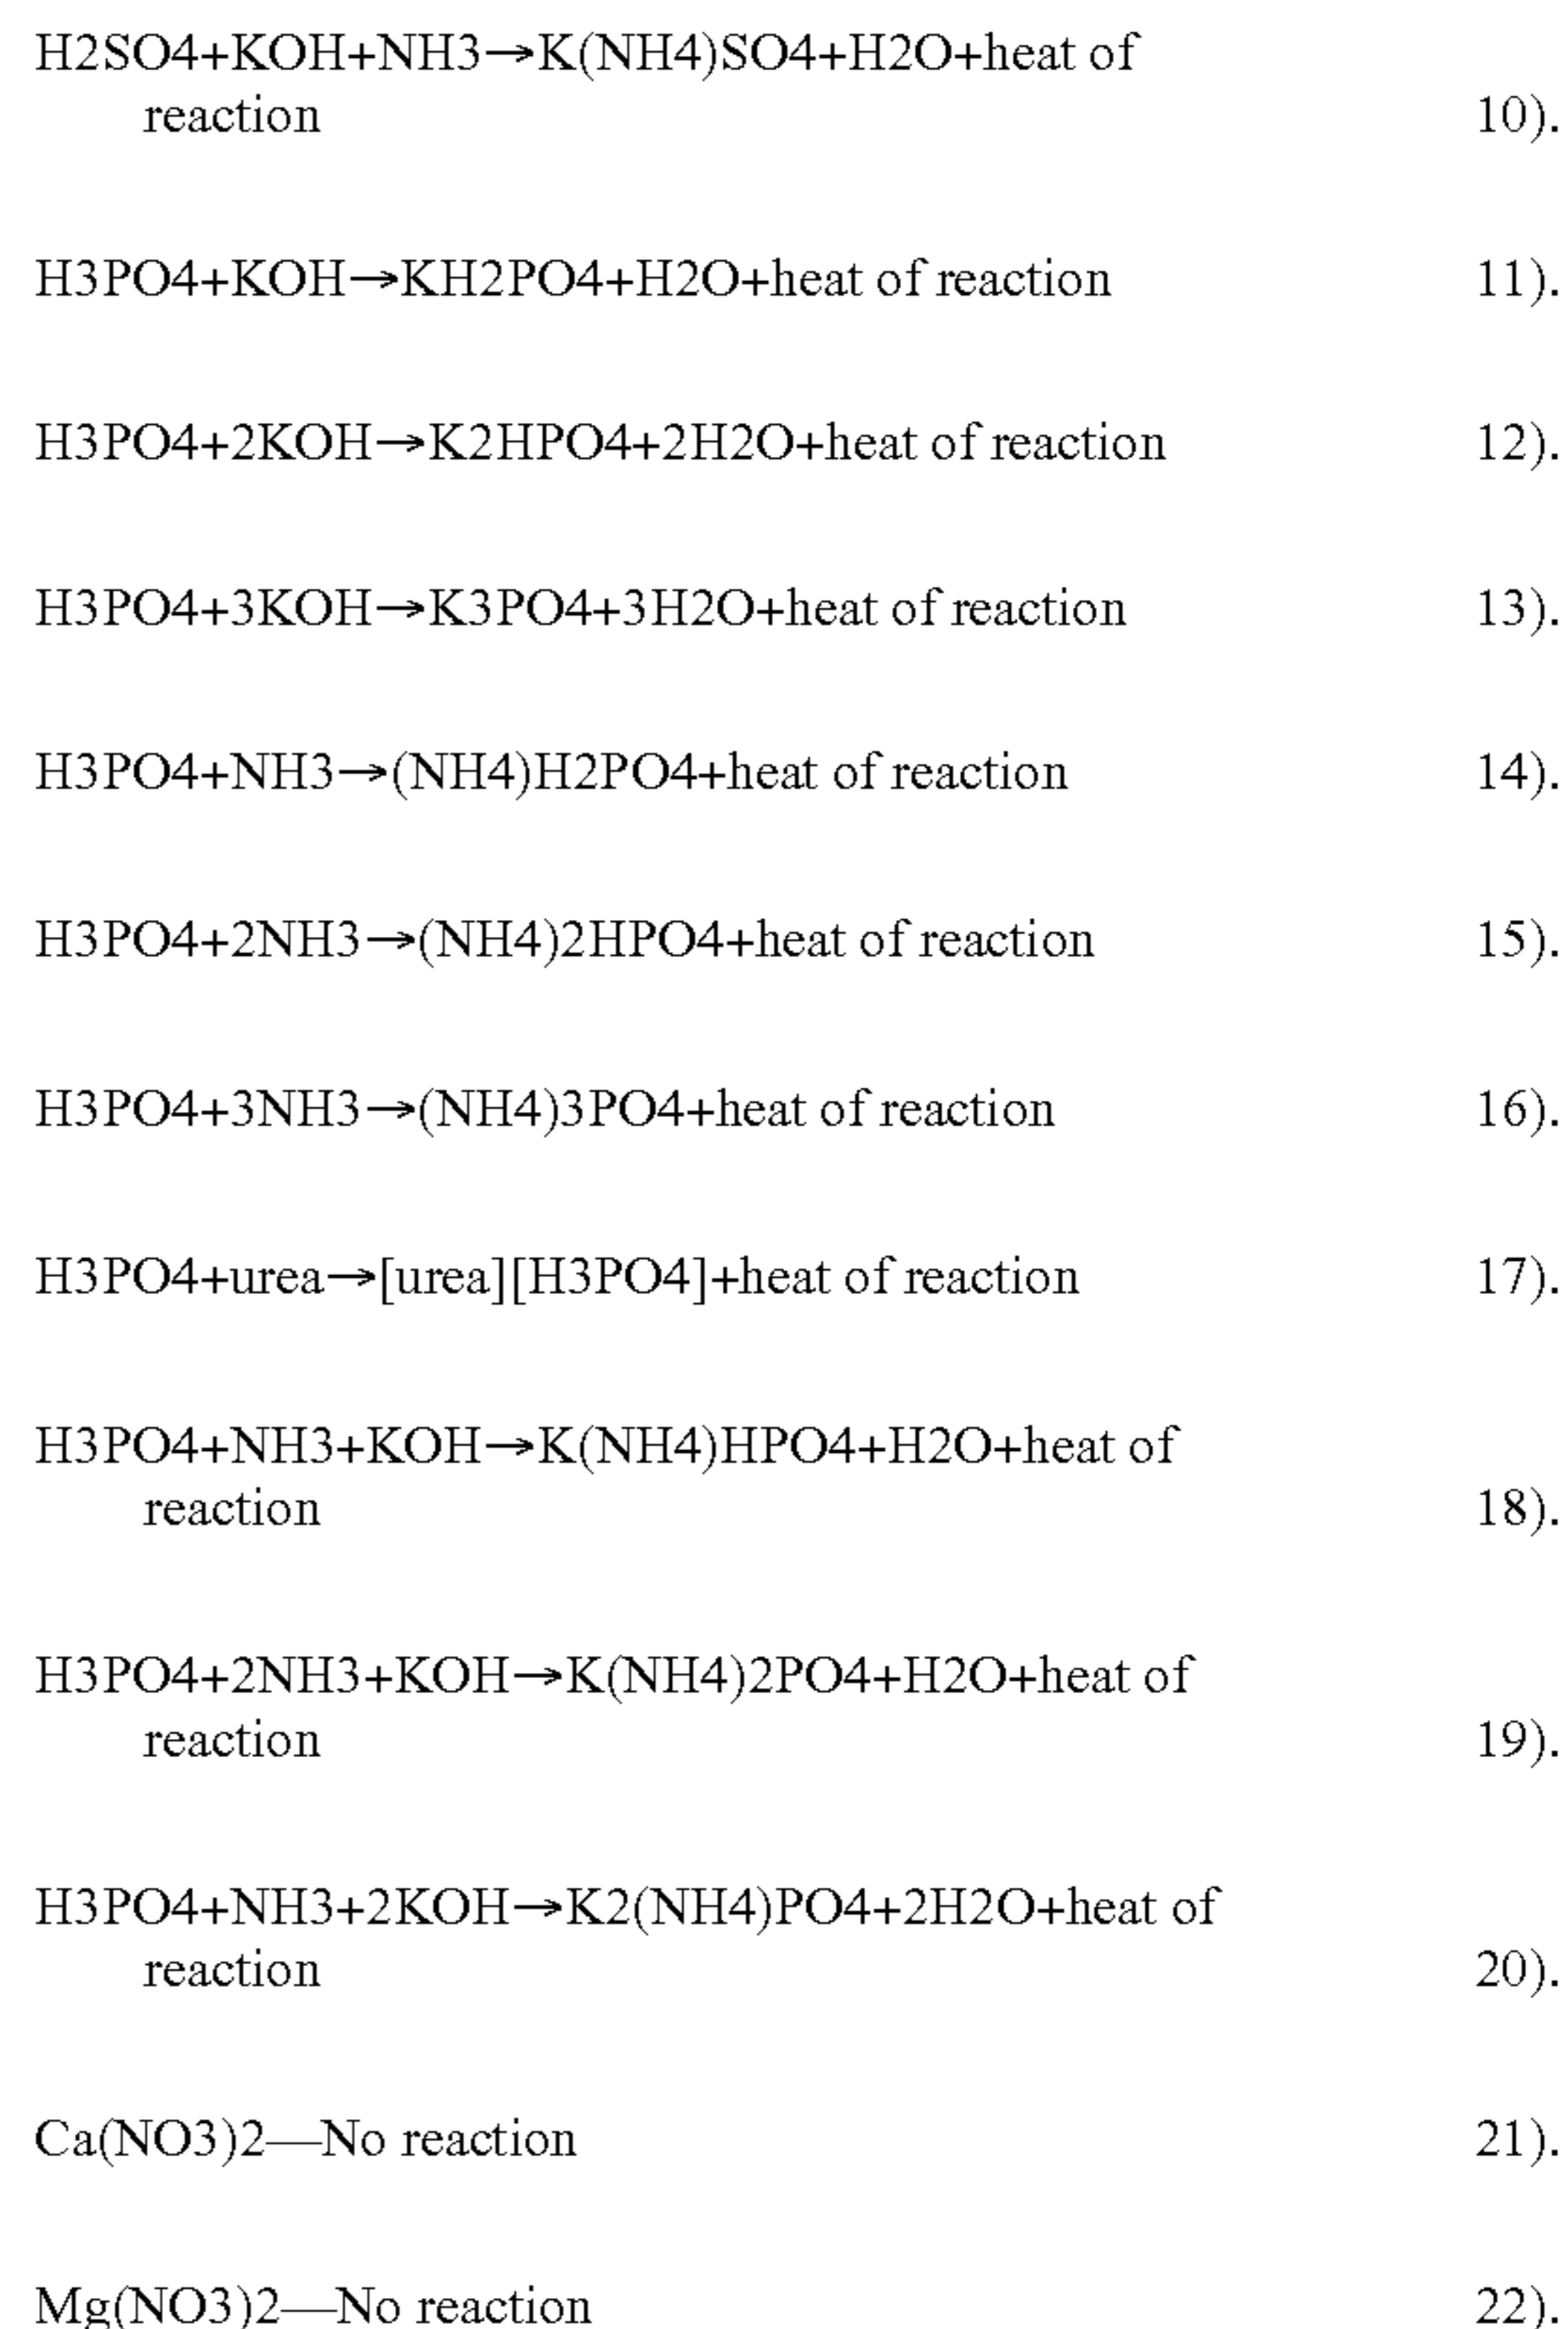 H2SO4+KOH+NH3→K(NH4)SO4+H2O+heat of
reaction 10).
H3PO4+KOH→KH2PO4+H2O+heat of reaction 11).
H3PO4+2KOH→K2HPO4+2H2O+heat of reaction 12).
H3PO4+3KOH→K3PO4+3H2O+heat of reaction 13).
H3PO4+NH3→(NH4)H2PO4+heat of reaction 14).
H3PO4+2NH3→(NH4)2HPO4+heat of reaction 15).
H3PO4+3NH3→(NH4)3PO4+heat of reaction 16).
H3PO4+urea→[urea][H3PO4]+heat of reaction 17).
H3PO4+NH3+KOH→K(NH4)HPO4+H2O+heat of
reaction 18).
H3PO4+2NH3+KOH→K(NH4)2PO4+H2O+heat of
reaction 19).
H3PO4+NH3+2KOH→K2(NH4)PO4+2H2O+heat of
reaction 20).
Ca(NO3)2—No reaction 21).
Mg(NO3)2—No reaction 22).